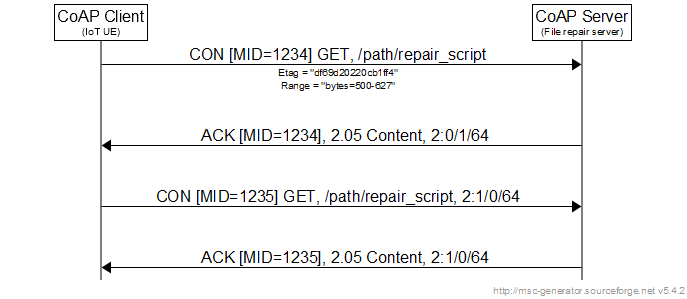 CoAP Client
(IoT UE)
CoAP Server
(File repair server)
CON [MID=1234] GET, /path/repair_script
Etag = "df69d20220cb1ff4"
Range = "bytes=500-627"
ACK [MID=1234], 2.05 Content, 2:0/1/64
CON [MID=1235] GET, /path/repair_script, 2:1/0/64
ACK [MID=1235], 2.05 Content, 2:1/0/64
http://msc-generator.sourceforge.net v5.4.2